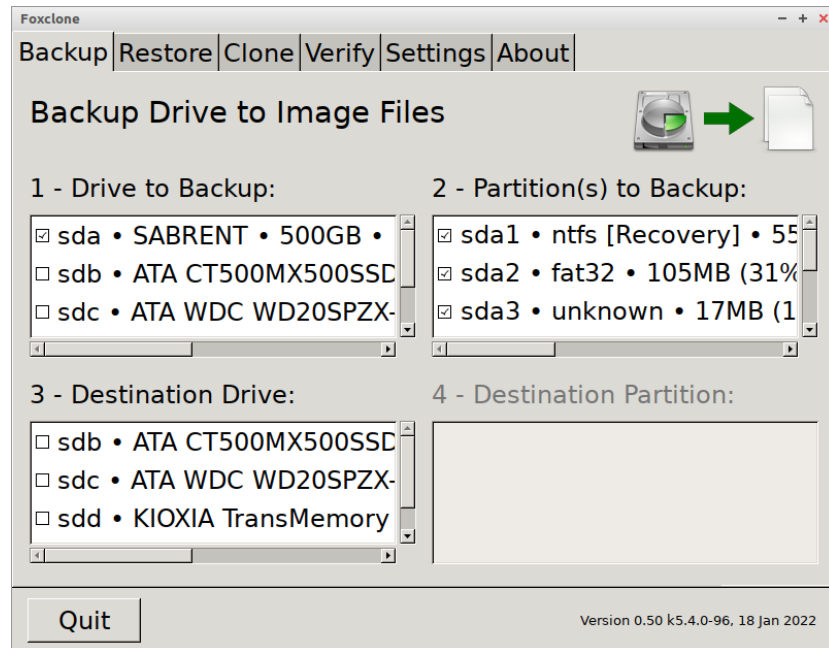 Foxclone
Backup Restore Clone Verify Settings About
Backup Drive to Image Files
1 - Drive to Backup:
sda • SABRENT • 500GB •
sdb • ATA CT500MX500SSD
sdc • ATA WDC WD20SPZX-
2 - Partition(s) to Backup:
sda1 • ntfs [Recovery] • 55
sda2 • fat32 • 105MB (31%
sda3 • unknown • 17MB (1
3 - Destination Drive:
sdb • ATA CT500MX500SSD
sdc • ATA WDC WD20SPZX-
sdd • KIOXIA TransMemory
4 - Destination Partition:
Quit
Version 0.50 k5.4.0-96, 18 Jan 2022